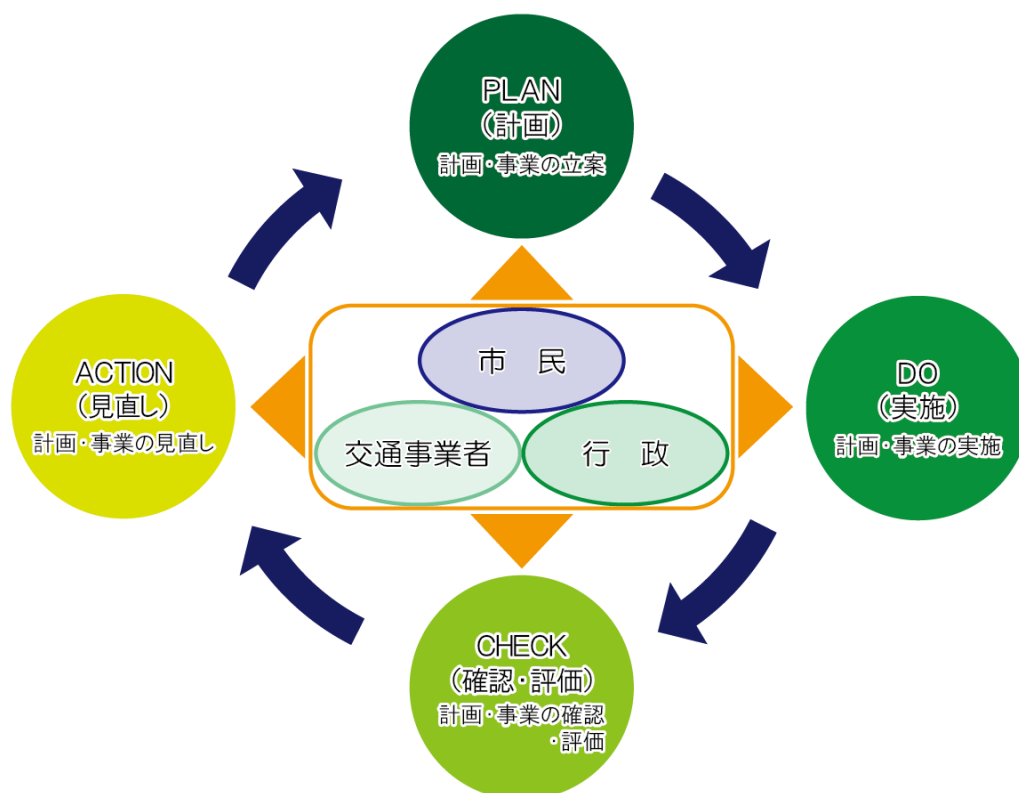 PLAN
(計画)
計画・事業の立案
DO
(実施)
計画・事業の実施
CHECK
(確認・評価)
計画・事業の確認
・評価
ACTION
(見直し)
計画・事業の見直し
市　民
交通事業者
行　政